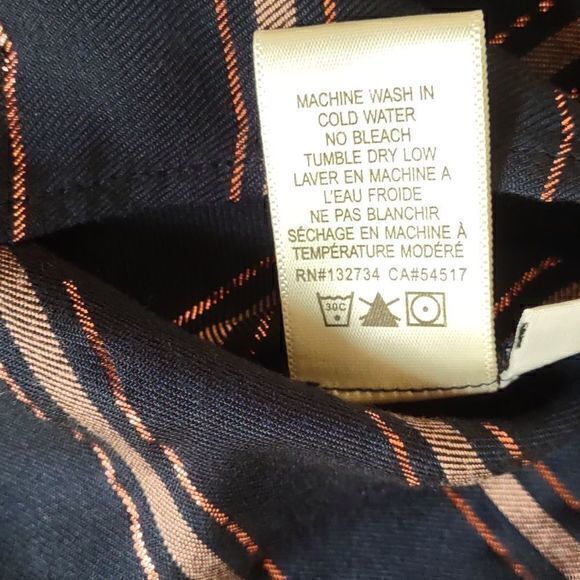 MACHINE WASH IN
COLD WATER
NO BLEACH
TUMBLE DRY LOW
LAVER EN MACHINE A
L'EAU FROIDE
NE PAS BLANCHIR
SÉCHAGE EN MACHINE À
TEMPÉRATURE MODÉRÉ
RN#132734 CA#54517
30C